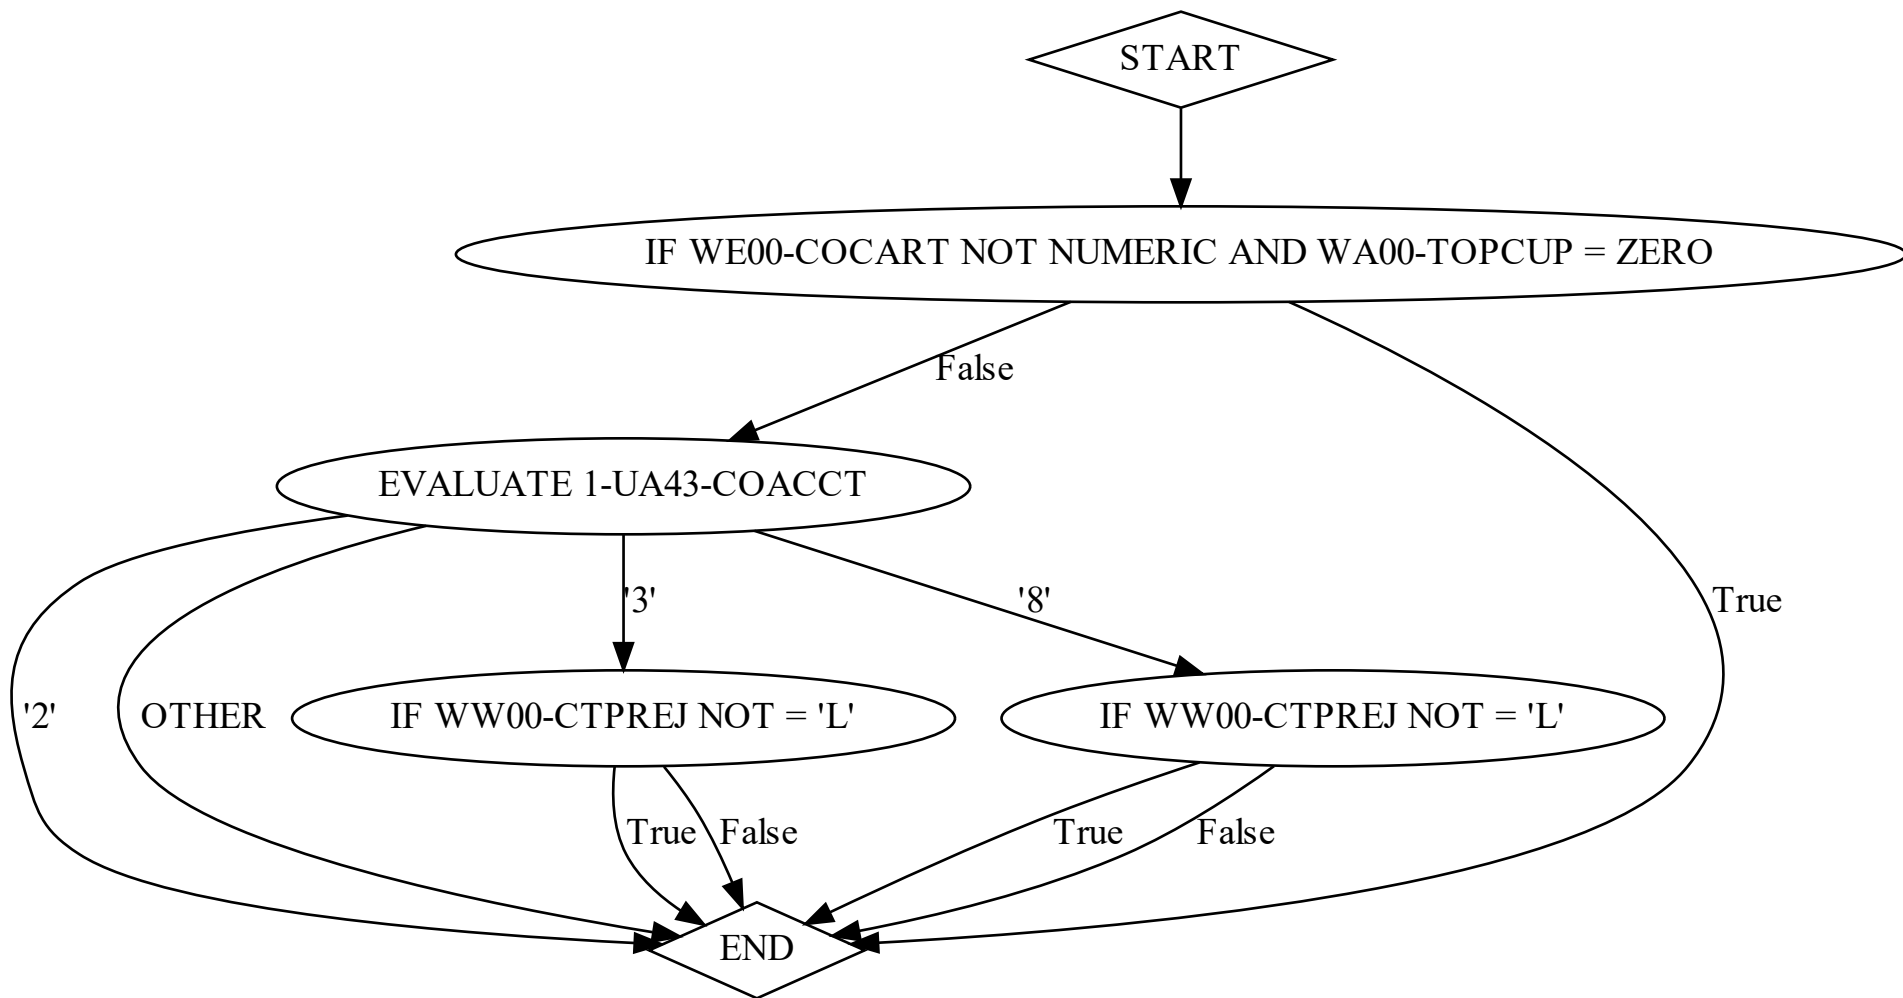 START
IF WE00-COCART NOT NUMERIC AND WA00-TOPCUP = ZERO
False
True
EVALUATE 1-UA43-COACCT
'3'
'8'
'2'
OTHER
IF WW00-CTPREJ NOT = 'L'
IF WW00-CTPREJ NOT = 'L'
True
False
True
False
END